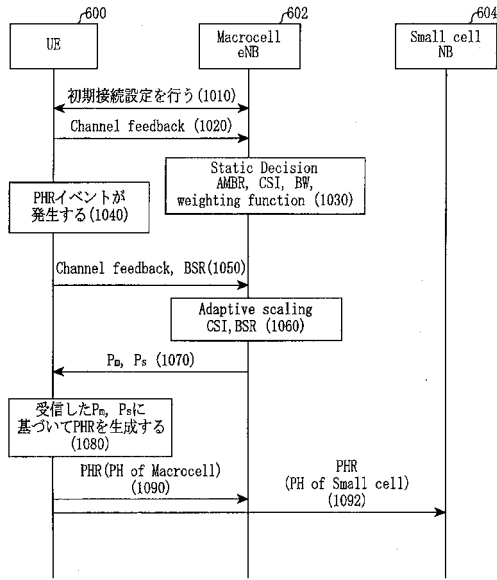 600
602
604
UE
Macrocell
eNB
Small cell
NB
初期接続設定を行う(1010)
Channel feedback (1020)
Static Decision
AMBR, CSI, BW,
weighting function (1030)
PHRイベントが
発生する(1040)
Channel feedback, BSR(1050)
Adaptive scaling
CSI,BSR (1060)
Pm, Ps (1070)
受信したPm, Psに
基づいてPHRを生成する
(1080)
PHR(PH of Macrocell)
(1090)
PHR
(PH of Small cell)
(1092)